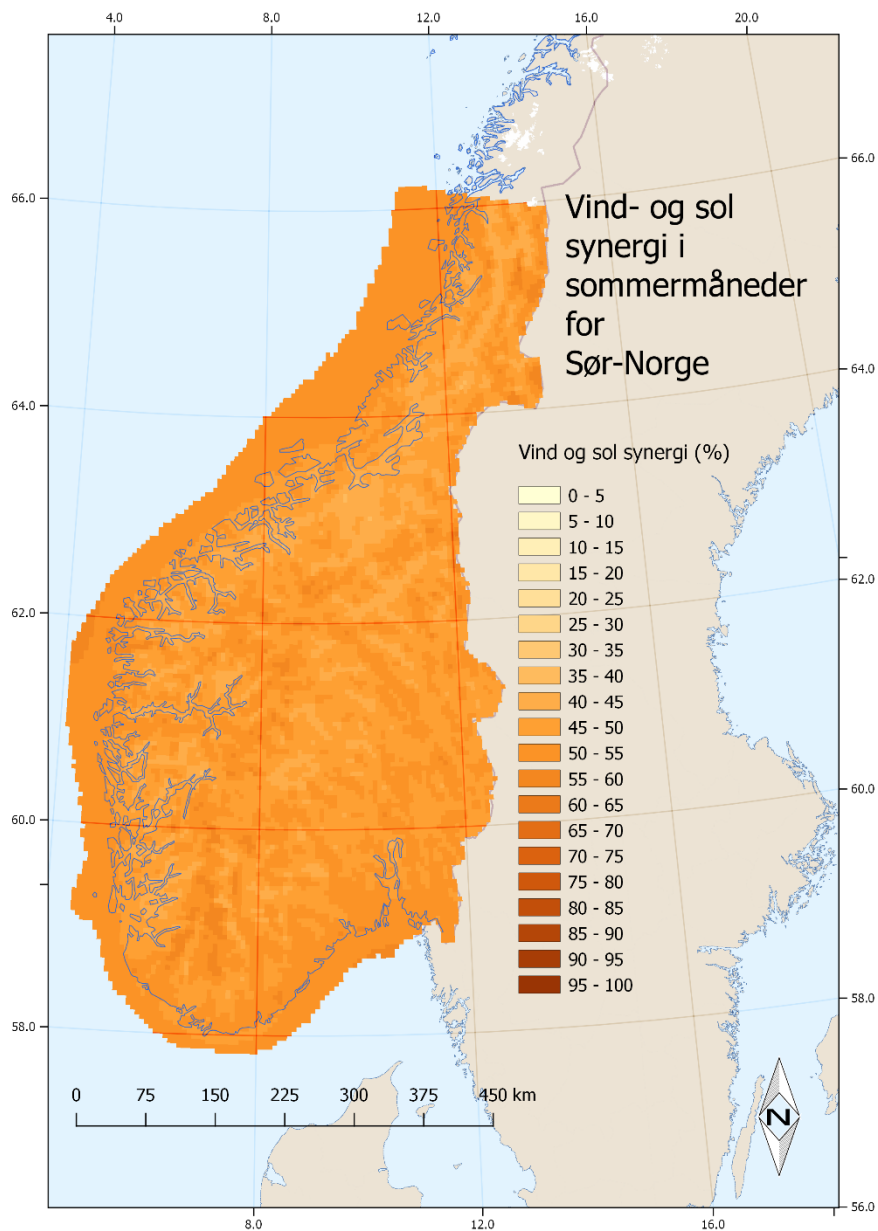 4.0
8.0
12.0
16.0
20.0
66.0
66.0
Vind- og sol
synergi i
sommermåneder
for
Sør-Norge
64.0
64.0
Vind og sol synergi (%)
0 - 5
5 - 10
10 - 15
15 - 20
20 - 25
25 - 30
30 - 35
35 - 40
40 - 45
45 - 50
50 - 55
55 - 60
60 - 65
65 - 70
70 - 75
75 - 80
80 - 85
85 - 90
90 - 95
95 - 100
62.0
62.0
60.0
60.0
58.0
58.0
0 75 150 225 300 375 450 km
N
56.0
8.0
12.0
16.0